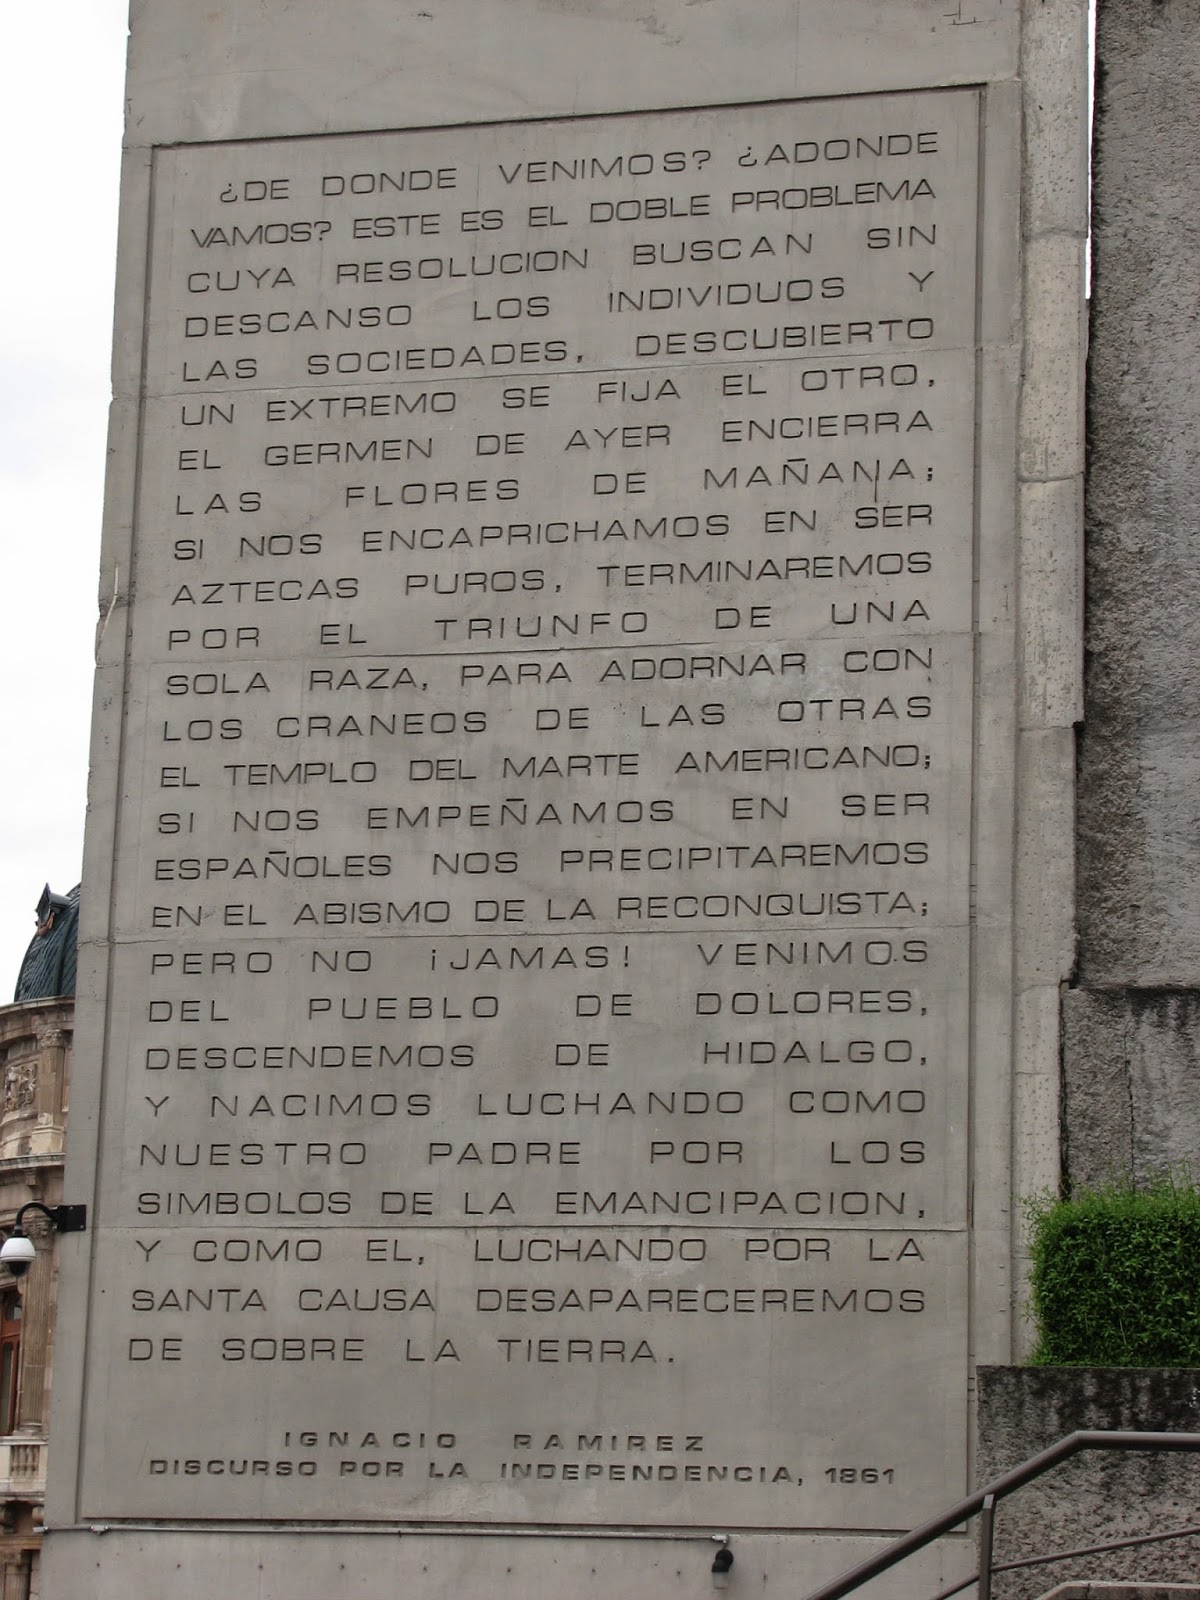 ¿DE DONDE VENIMOS? ¿ADONDE
VAMOS? ESTE ES EL DOBLE PROBLEMA
CUYA RESOLUCION BUSCAN SIN
DESCANSO LOS INDIVIDUOS Y
LAS SOCIEDADES, DESCUBIERTO
UN EXTREMO SE FIJA EL OTRO,
EL GERMEN DE AYER ENCIERRA
LAS FLORES DE MAÑANA;
SI NOS ENCAPRICHAMOS EN SER
AZTECAS PUROS, TERMINAREMOS
POR EL TRIUNFO DE UNA
SOLA RAZA, PARA ADORNAR CON
LOS CRANEOS DE LAS OTRAS
EL TEMPLO DEL MARTE AMERICANO;
SI NOS EMPEÑAMOS EN SER
ESPAÑOLES NOS PRECIPITAREMOS
EN EL ABISMO DE LA RECONQUISTA;
PERO NO ¡JAMAS! VENIMOS
DEL PUEBLO DE DOLORES,
DESCENDEMOS DE HIDALGO,
Y NACIMOS LUCHANDO COMO
NUESTRO PADRE POR LOS
SIMBOLOS DE LA EMANCIPACION,
Y COMO EL, LUCHANDO POR LA
SANTA CAUSA DESAPARECEREMOS
DE SOBRE LA TIERRA.
IGNACIO RAMIREZ
DISCURSO POR LA INDEPENDENCIA, 1861